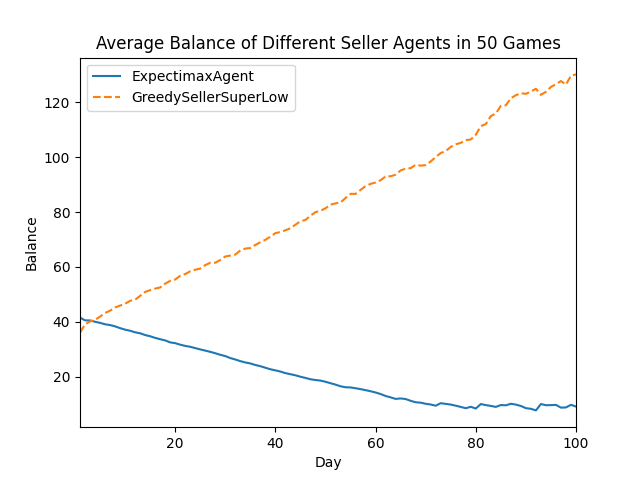 Average Balance of Different Seller Agents in 50 Games
ExpectimaxAgent
GreedySellerSuperLow
120
100
80
60
40
20
Balance
20 40 60 80 100
Day